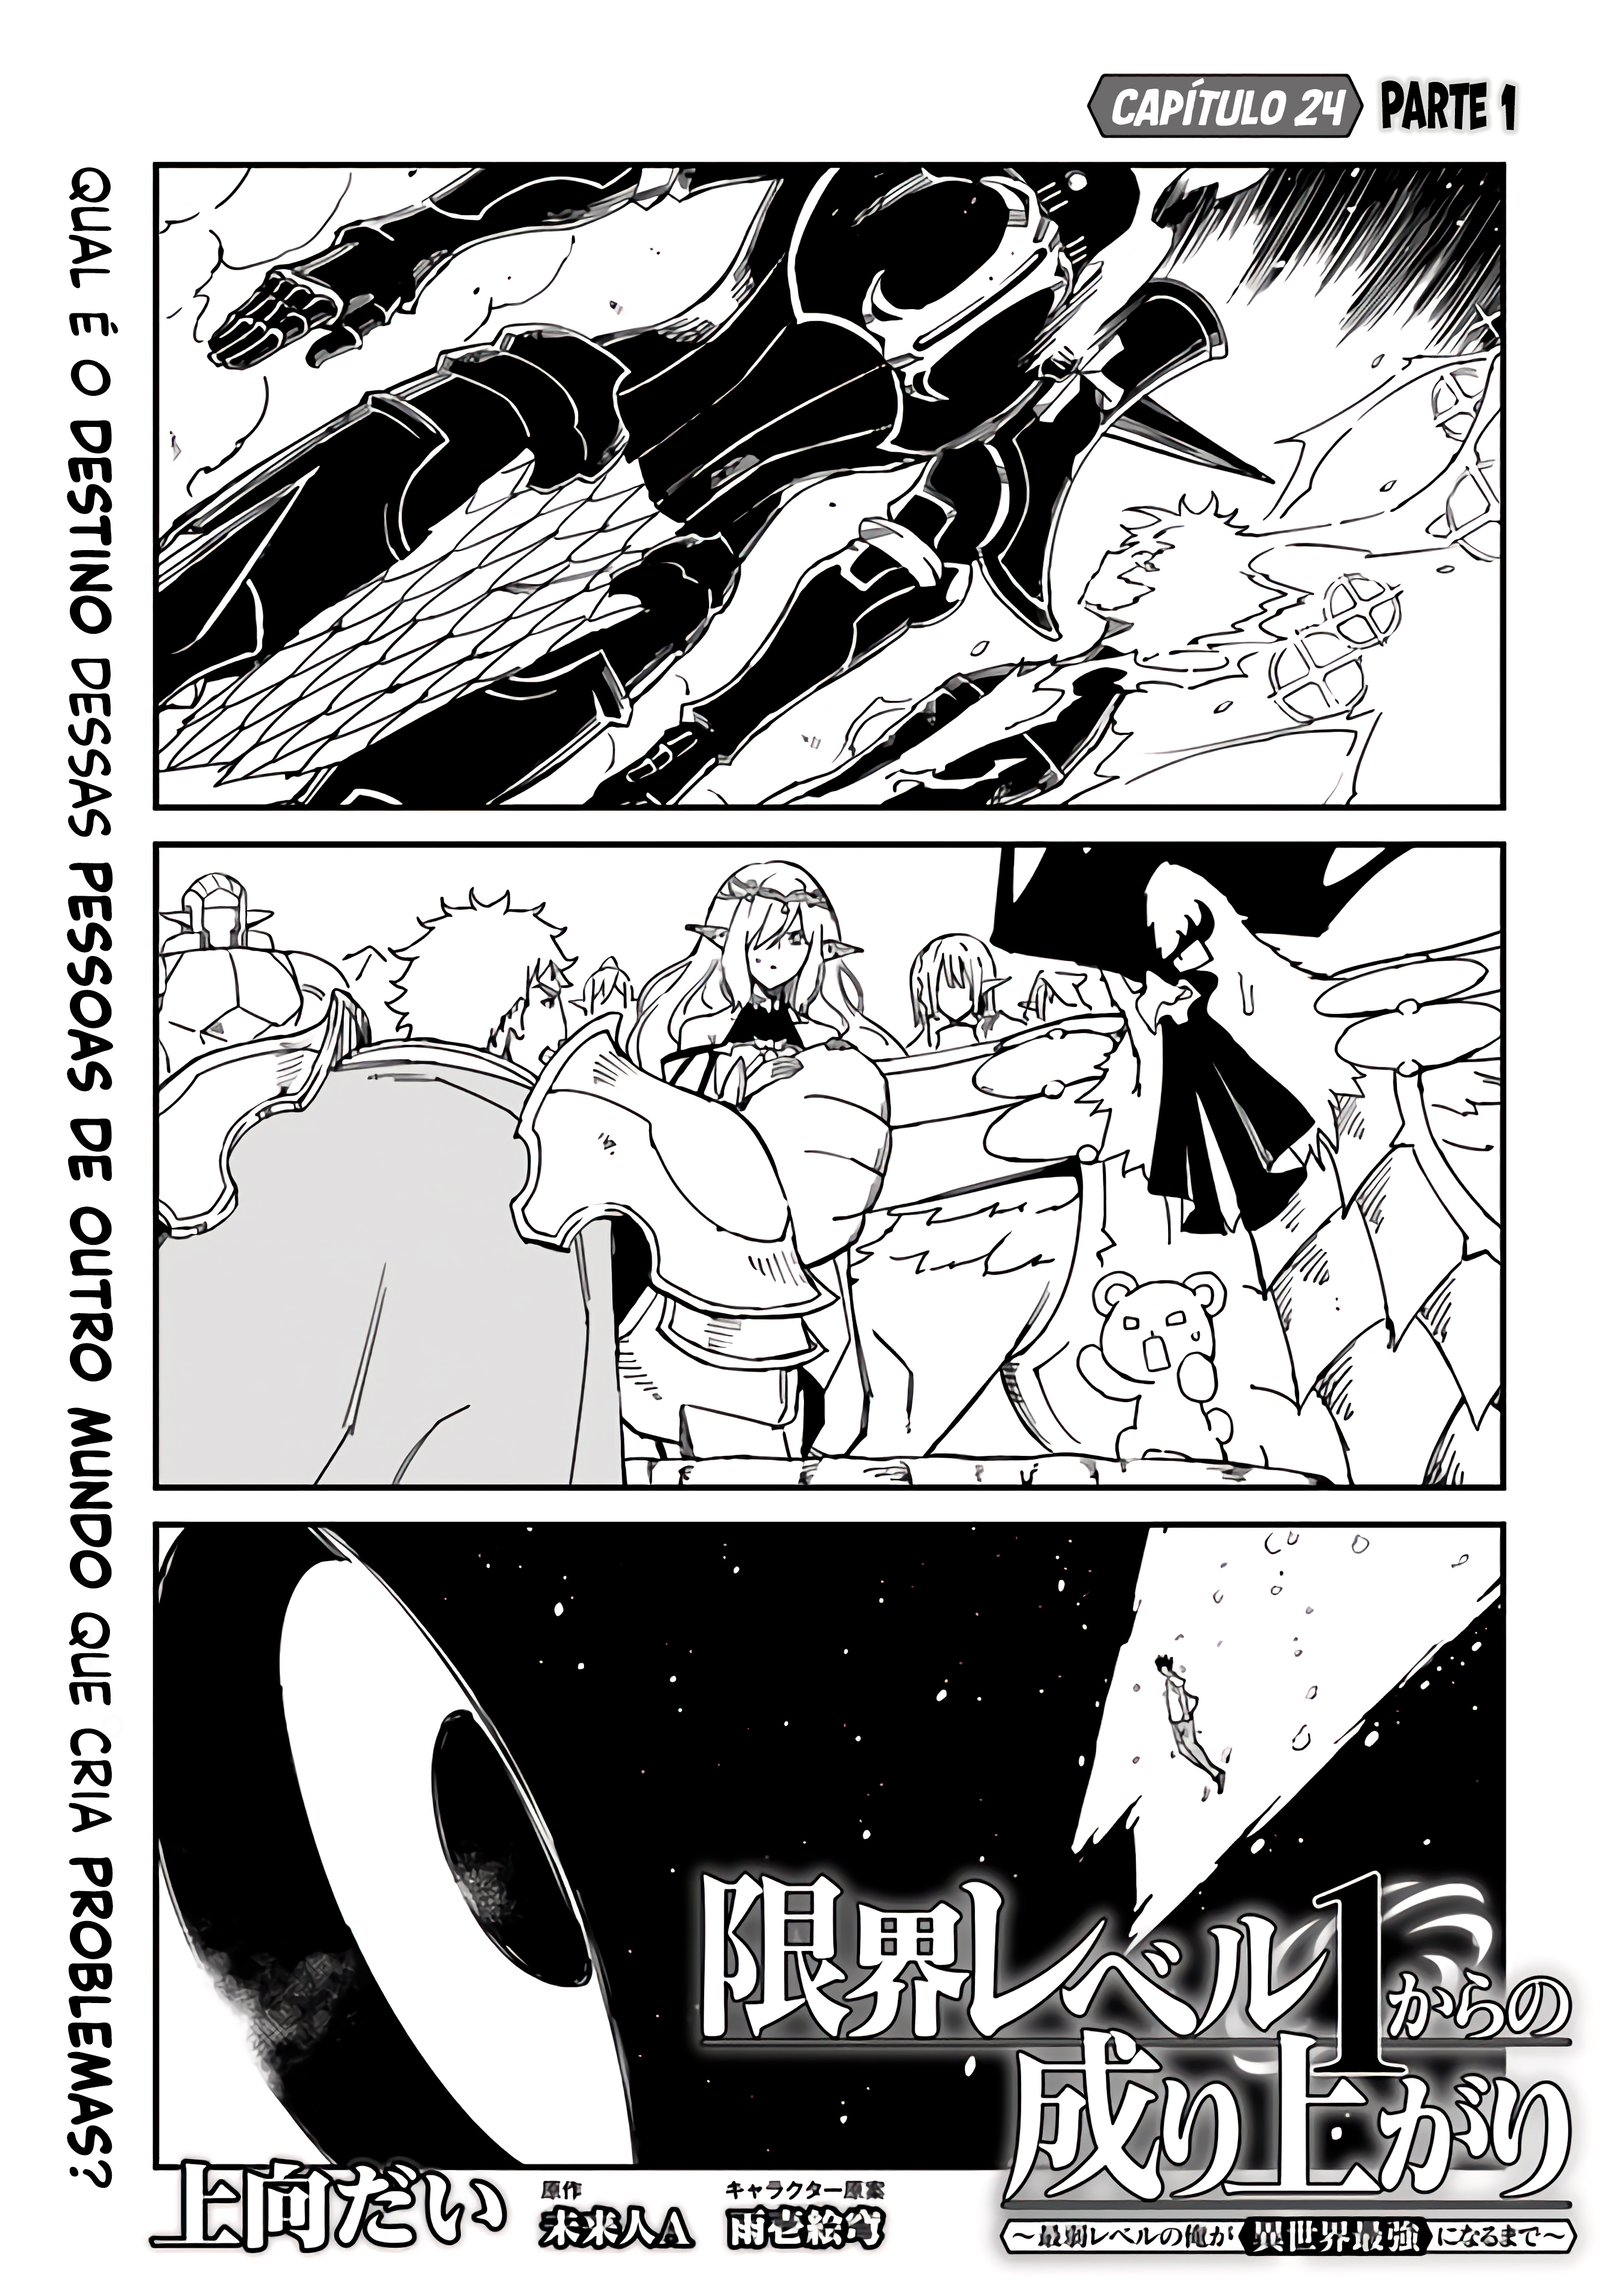 CAPÍTULO 24 PARTE 1
QUAL É O DESTINO DESSAS PESSOAS DE OUTRO MUNDO QUE CRIA PROBLEMAS?
限界レベル1からの
成り上がり
～最弱レベルの俺が異世界最強になるまで～
上向だい
原作
未来人A
キャラクター原案
雨壱絵穹